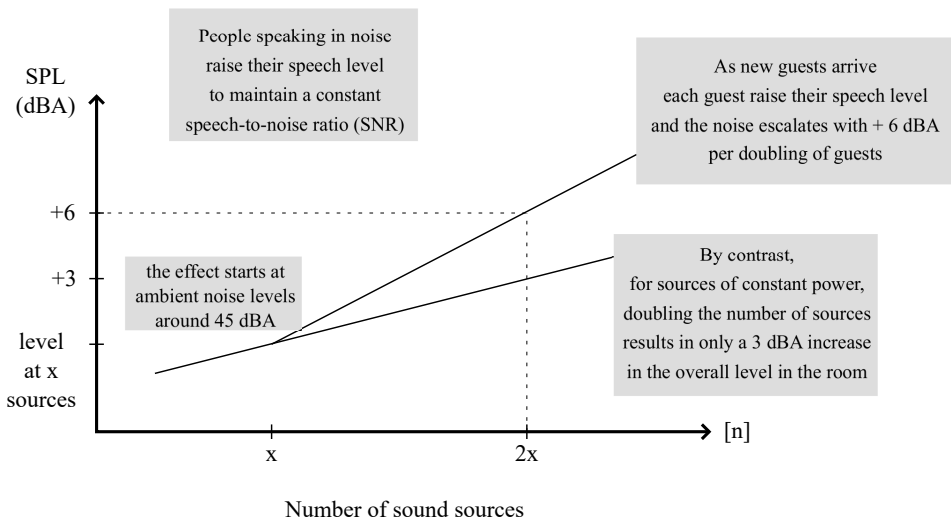 People speaking in noise
raise their speech level
to maintain a constant
speech-to-noise ratio (SNR)
As new guests arrive
each guest raise their speech level
and the noise escalates with + 6 dBA
per doubling of guests
SPL
(dBA)
+6
+3
level
at x
sources
the effect starts at
ambient noise levels
around 45 dBA
By contrast,
for sources of constant power,
doubling the number of sources
results in only a 3 dBA increase
in the overall level in the room
x
2x
[n]
Number of sound sources